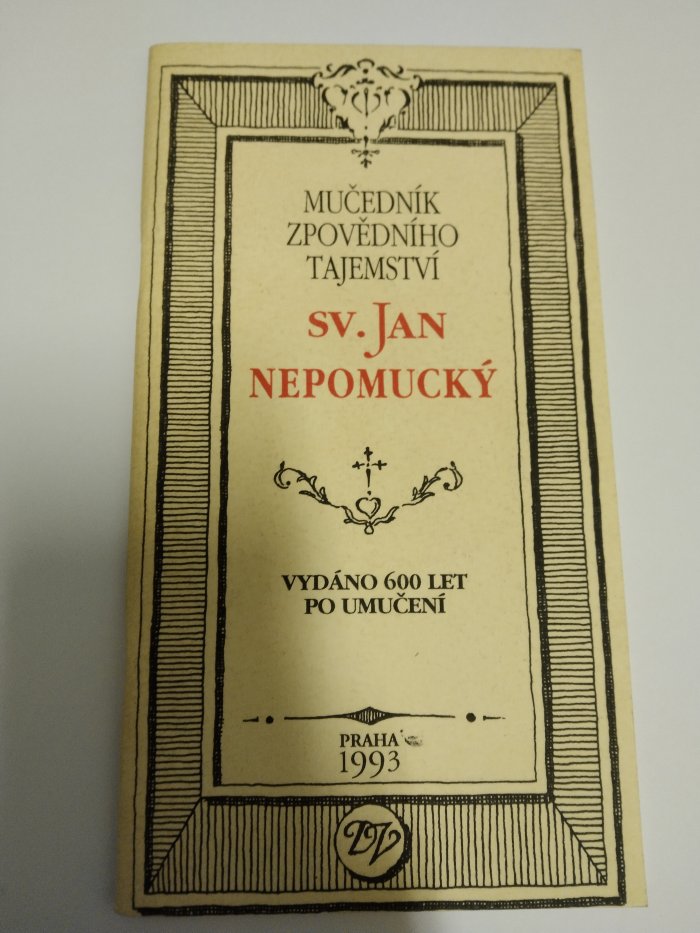 MUČEDNÍK
ZPOVĚDNÍHO
TAJEMSTVÍ
SV. JAN
NEPOMUCKÝ
VYDÁNO 600 LET
PO UMUČENÍ
PRAHA
1993